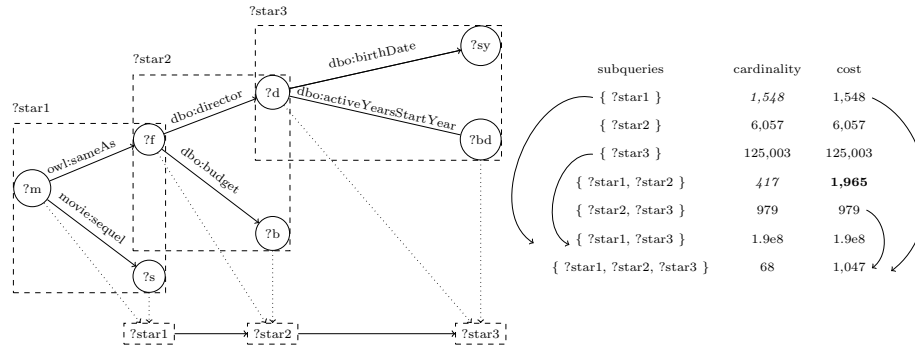 ?star3
?sy
dbo:birthDate
?star2
?d
dbo:activeYearsStartYear
?star1
dbo:director
?bd
?f
owl:sameAs
dbo:budget
?m
movie:sequel
?b
?s
?star1
?star2
?star3
subqueries cardinality cost
{ ?star1 } 1,548 1,548
{ ?star2 } 6,057 6,057
{ ?star3 } 125,003 125,003
{ ?star1, ?star2 } 417 1,965
{ ?star2, ?star3 } 979 979
{ ?star1, ?star3 } 1.9e8 1.9e8
{ ?star1, ?star2, ?star3 } 68 1,047